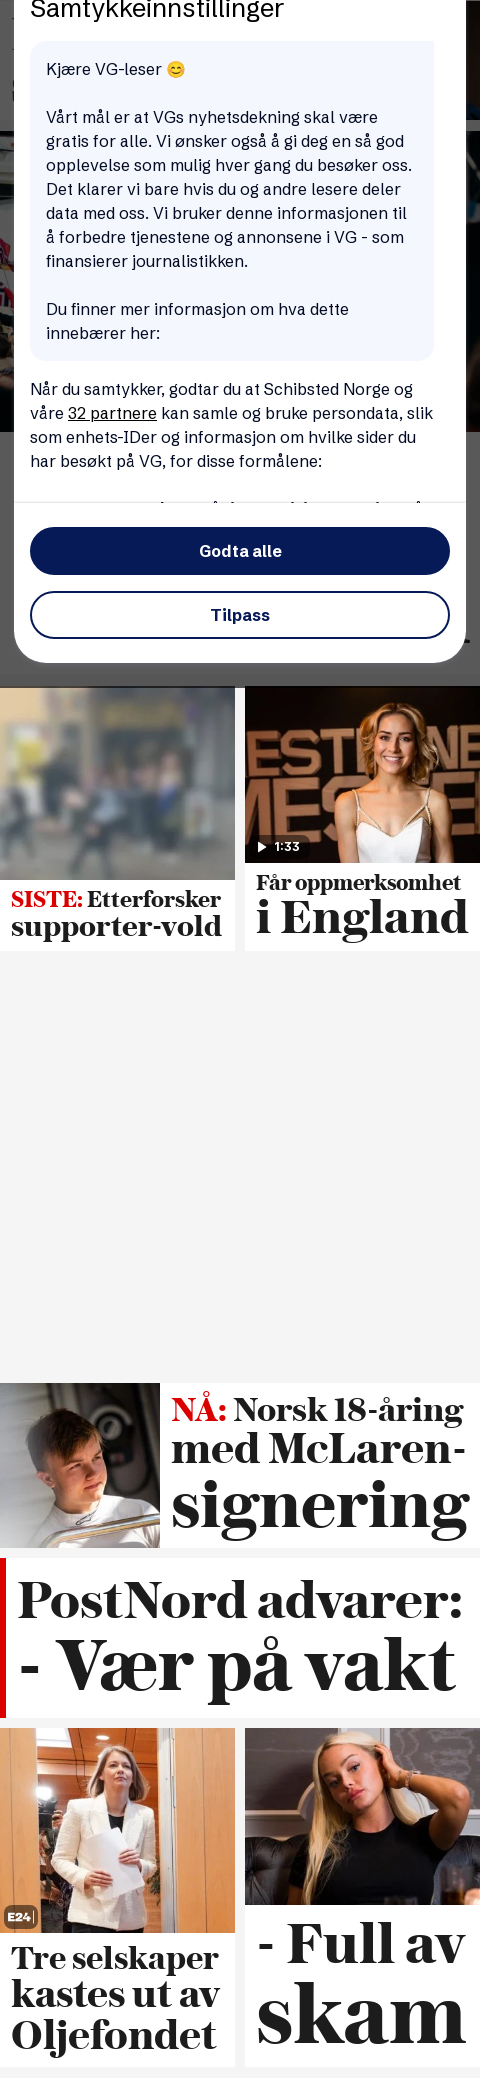 Samtykkeinnstillinger
Kjære VG-leser 😊
Vårt mål er at VGs nyhetsdekning skal være
gratis for alle. Vi ønsker også å gi deg en så god
opplevelse som mulig hver gang du besøker oss.
Det klarer vi bare hvis du og andre lesere deler
data med oss. Vi bruker denne informasjonen til
å forbedre tjenestene og annonsene i VG - som
finansierer journalistikken.
Du finner mer informasjon om hva dette
innebærer her:
Når du samtykker, godtar du at Schibsted Norge og
våre 32 partnere kan samle og bruke persondata, slik
som enhets-IDer og informasjon om hvilke sider du
har besøkt på VG, for disse formålene:
Godta alle
Tilpass
1:33
SISTE: Etterforsker
supporter-vold
Får oppmerksomhet
i England
NÅ: Norsk 18-åring
med McLaren-
signering
PostNord advarer:
- Vær på vakt
E24
Tre selskaper
kastes ut av
Oljefondet
- Full av
skam